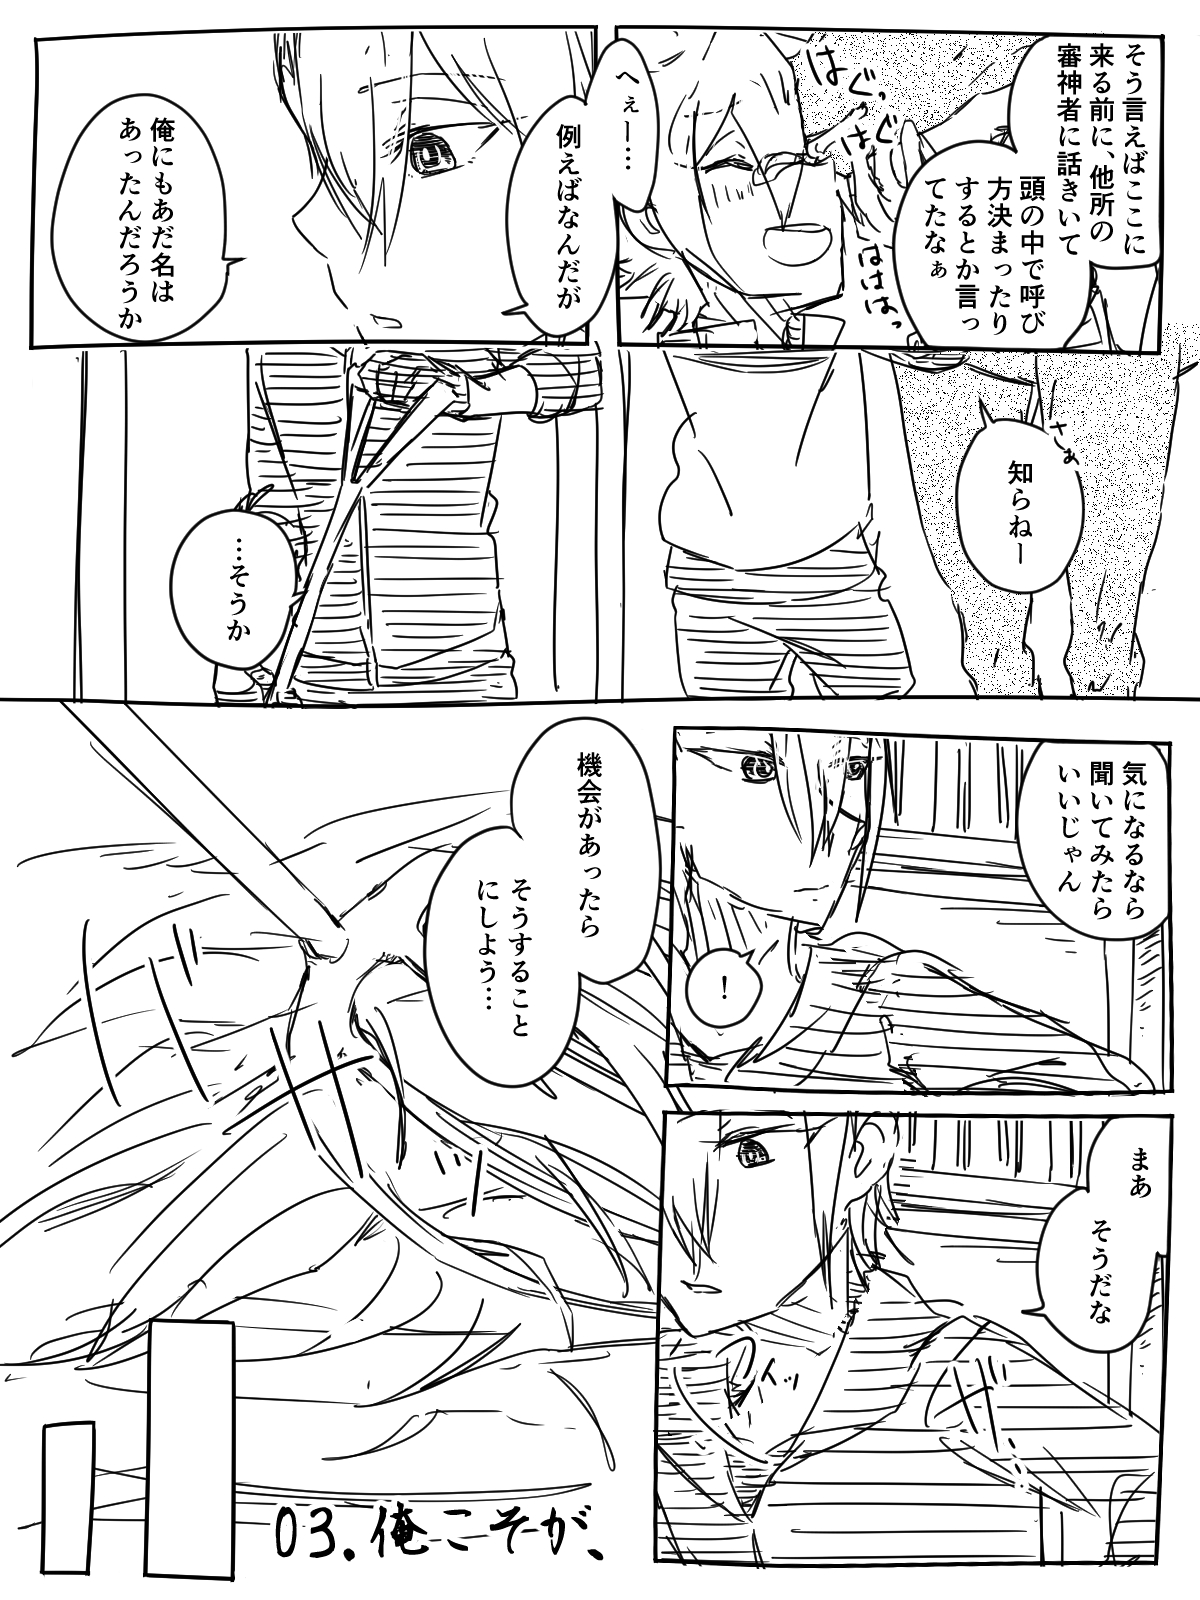 そう言えばここに
来る前に、他所の
審神者に話きいて
頭の中で呼び
方決まったり
するとか言っ
てたなぁ
はぐっ
はぐ
はははっ
へぇー…
例えばなんだが
俺にもあだ名は
あったんだろうか
さあ
知らねー
…そうか
気になるなら
聞いてみたら
いいじゃん
！
まあ
そうだな
機会があったら
そうすること
にしよう…
03.俺こそが、